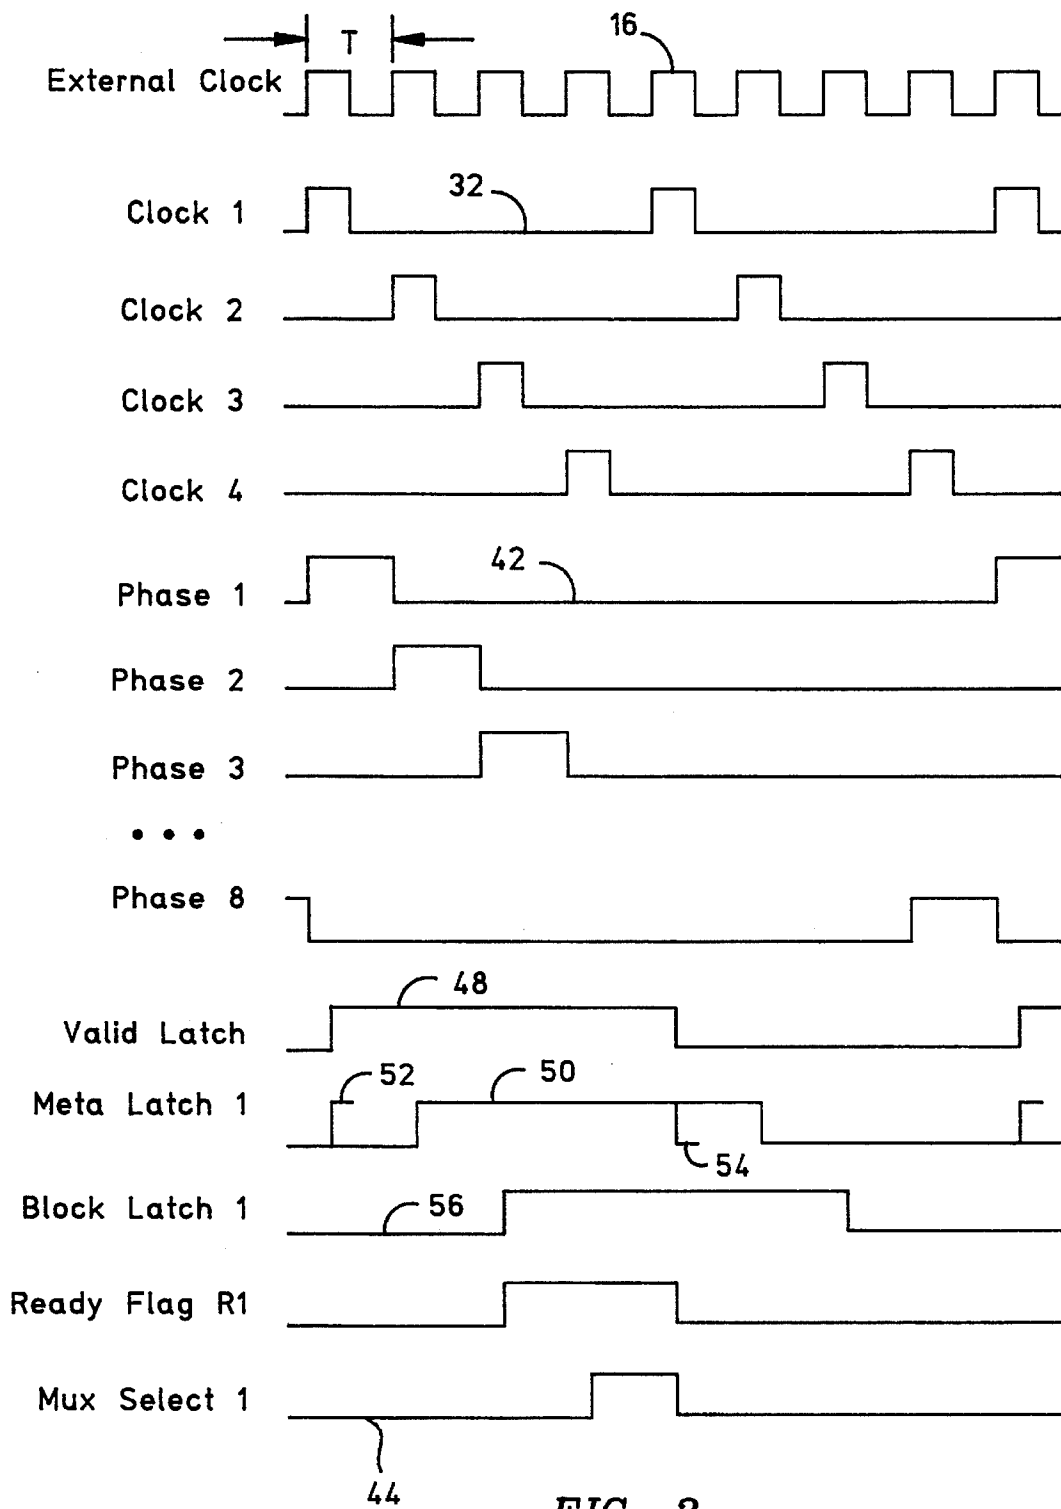 T
16
External Clock
32
Clock 1
Clock 2
Clock 3
Clock 4
42
Phase 1
Phase 2
Phase 3
• • •
Phase 8
48
Valid Latch
52
50
Meta Latch 1
54
Block Latch 1
56
Ready Flag R1
Mux Select 1
44